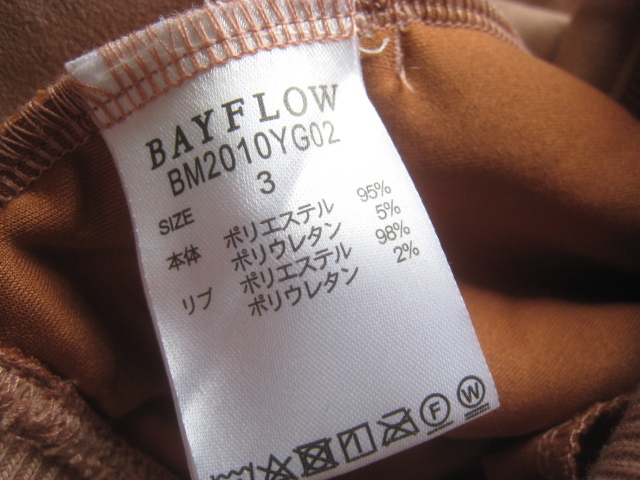 BAYFLOW
BM2010YG02
SIZE 3
本体 ポリエステル 95%
ポリウレタン 5%
リブ ポリエステル 98%
ポリウレタン 2%
F W